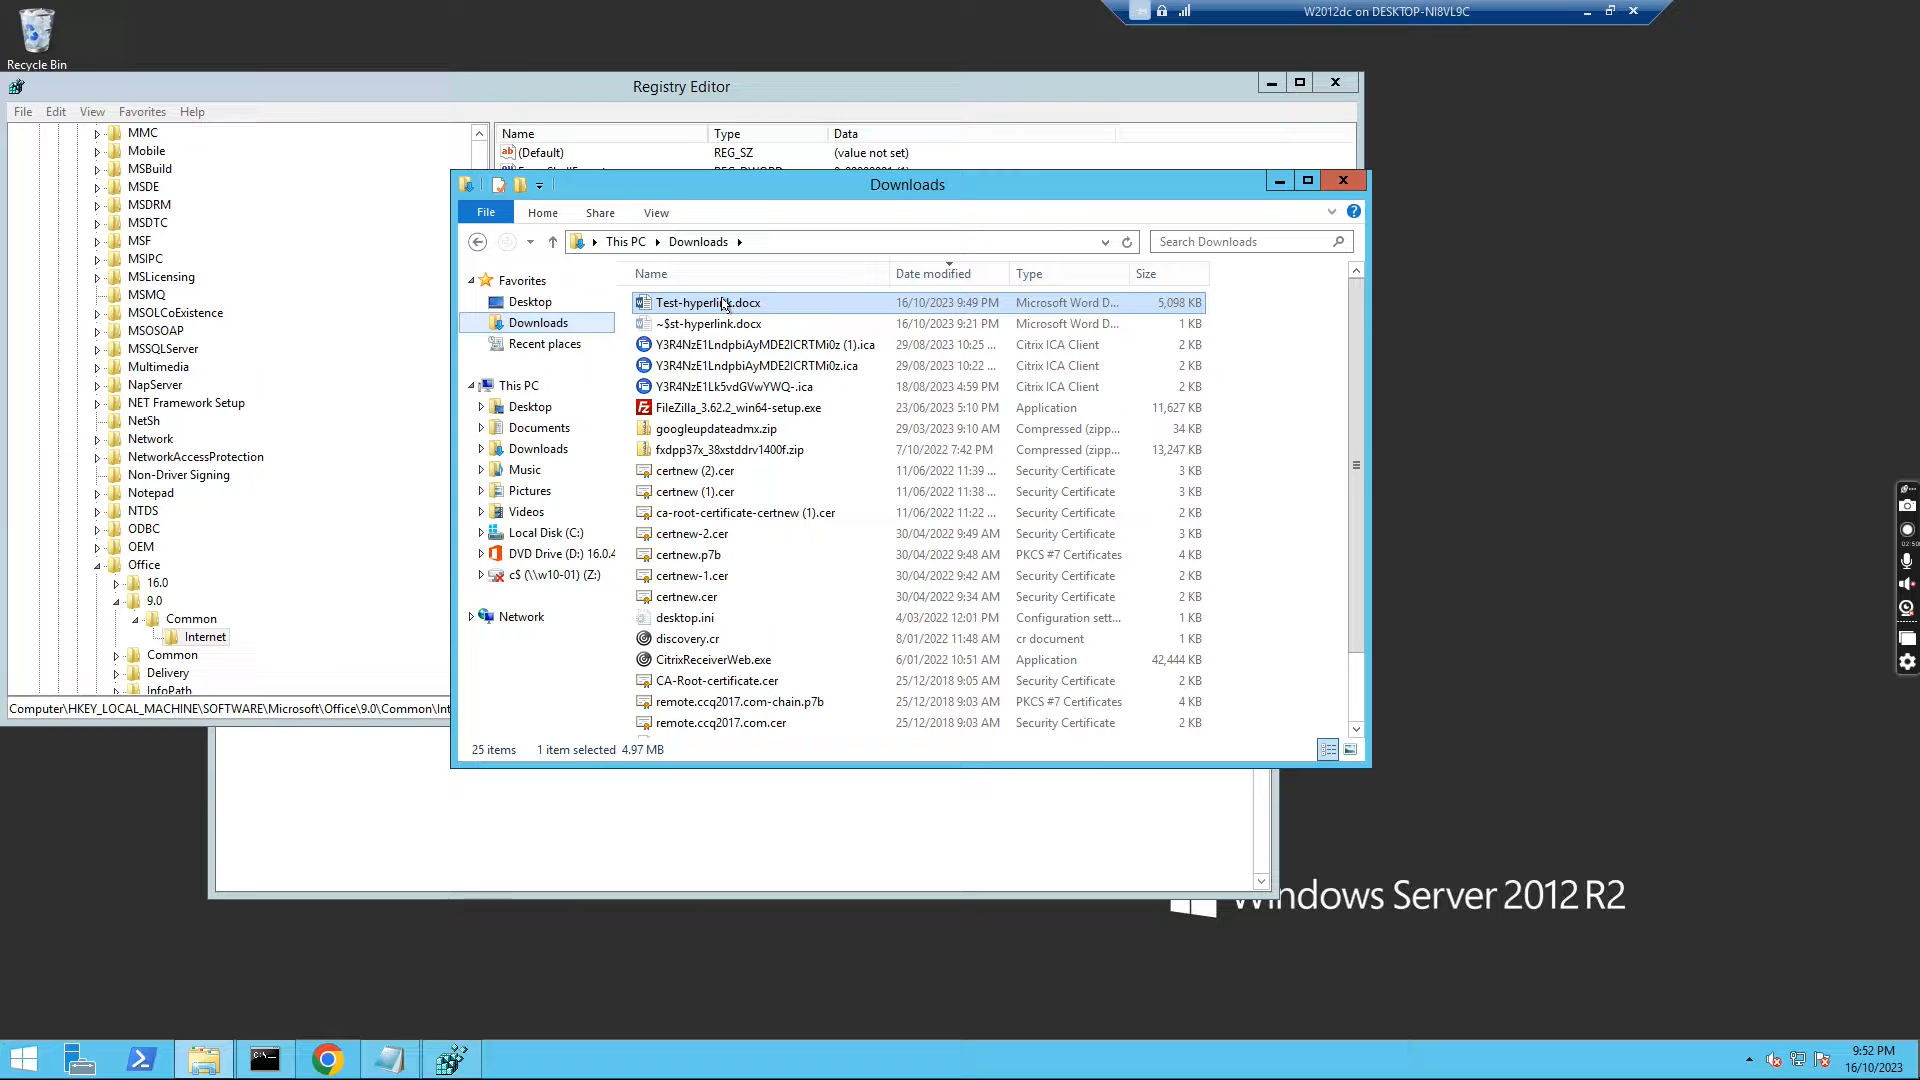 W2012dc on DESKTOP-NI8VL9C
Recycle Bin
Registry Editor
File Edit View Favorites Help
MMC
Mobile
MSBuild
MSDE
MSDRM
MSDTC
MSF
MSIPC
MSLicensing
MSMQ
MSOLCoExistence
MSOSOAP
MSSQLServer
Multimedia
NapServer
NET Framework Setup
NetSh
Network
NetworkAccessProtection
Non-Driver Signing
Notepad
NTDS
ODBC
OEM
Office
16.0
9.0
Common
Internet
Common
Delivery
InfoPath
Computer\HKEY_LOCAL_MACHINE\SOFTWARE\Microsoft\Office\9.0\Common\Int
Name Type Data
(Default) REG_SZ (value not set)
Downloads
File Home Share View
This PC Downloads
Search Downloads
Favorites
Desktop
Downloads
Recent places
This PC
Desktop
Documents
Downloads
Music
Pictures
Videos
Local Disk (C:)
DVD Drive (D:) 16.0.4
c$ (\\w10-01) (Z:)
Network
Name Date modified Type Size
Test-hyperlink.docx 16/10/2023 9:49 PM Microsoft Word D... 5,098 KB
~$st-hyperlink.docx 16/10/2023 9:21 PM Microsoft Word D... 1 KB
Y3R4NzE1LndpbiAyMDE2ICRTMi0z (1).ica 29/08/2023 10:25 ... Citrix ICA Client 2 KB
Y3R4NzE1LndpbiAyMDE2ICRTMi0z.ica 29/08/2023 10:22 ... Citrix ICA Client 2 KB
Y3R4NzE1Lk5vdGVwYWQ-.ica 18/08/2023 4:59 PM Citrix ICA Client 2 KB
FileZilla_3.62.2_win64-setup.exe 23/06/2023 5:10 PM Application 11,627 KB
googleupdateadmx.zip 29/03/2023 9:10 AM Compressed (zipp... 34 KB
fxdpp37x_38xstddrv1400f.zip 7/10/2022 7:42 PM Compressed (zipp... 13,247 KB
certnew (2).cer 11/06/2022 11:39 ... Security Certificate 3 KB
certnew (1).cer 11/06/2022 11:38 ... Security Certificate 3 KB
ca-root-certificate-certnew (1).cer 11/06/2022 11:22 ... Security Certificate 2 KB
certnew-2.cer 30/04/2022 9:49 AM Security Certificate 3 KB
certnew.p7b 30/04/2022 9:48 AM PKCS #7 Certificates 4 KB
certnew-1.cer 30/04/2022 9:42 AM Security Certificate 2 KB
certnew.cer 30/04/2022 9:34 AM Security Certificate 2 KB
desktop.ini 4/03/2022 12:01 PM Configuration sett... 1 KB
discovery.cr 8/01/2022 11:48 AM cr document 1 KB
CitrixReceiverWeb.exe 6/01/2022 10:51 AM Application 42,444 KB
CA-Root-certificate.cer 25/12/2018 9:05 AM Security Certificate 2 KB
remote.ccq2017.com-chain.p7b 25/12/2018 9:03 AM PKCS #7 Certificates 4 KB
remote.ccq2017.com.cer 25/12/2018 9:03 AM Security Certificate 2 KB
25 items 1 item selected 4.97 MB
Windows Server 2012 R2
9:52 PM
16/10/2023